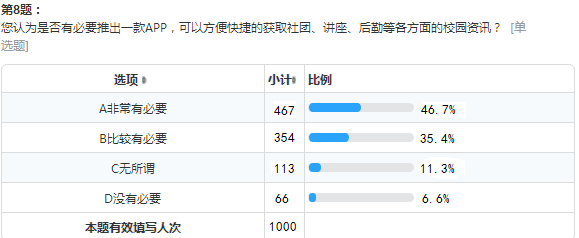 第8题：
您认为是否有必要推出一款APP，可以方便快捷的获取社团、讲座、后勤等各方面的校园资讯？ [单
选题]
选项 小计 比例
A非常有必要 467 46.7%
B比较有必要 354 35.4%
C无所谓 113 11.3%
D没有必要 66 6.6%
本题有效填写人次 1000